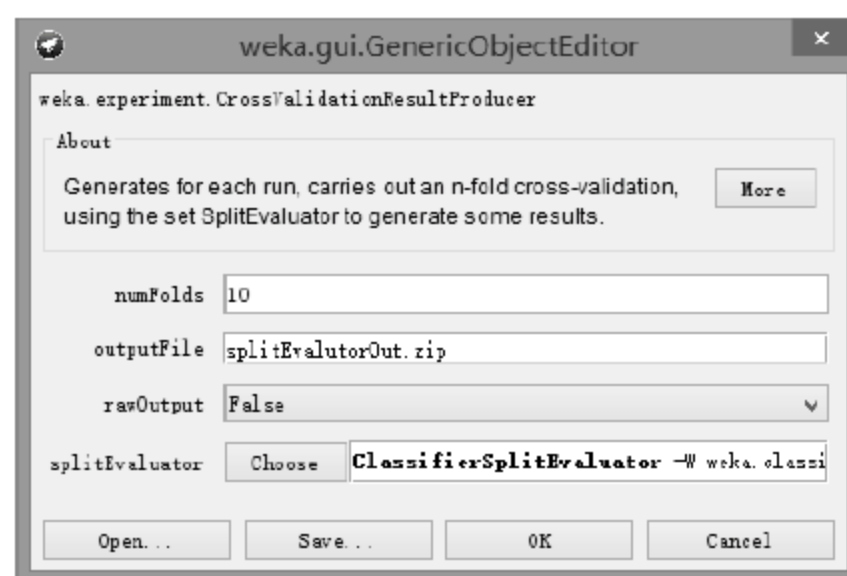 weka.gui.GenericObjectEditor
weka.experiment.CrossValidationResultProducer
About
Generates for each run, carries out an n-fold cross-validation,
using the set SplitEvaluator to generate some results.
More
numFolds 10
outputFile splitEvalutorOut.zip
rawOutput False
splitEvaluator Choose ClassifierSplitEvaluator -W weka.classi
Open... Save... OK Cancel